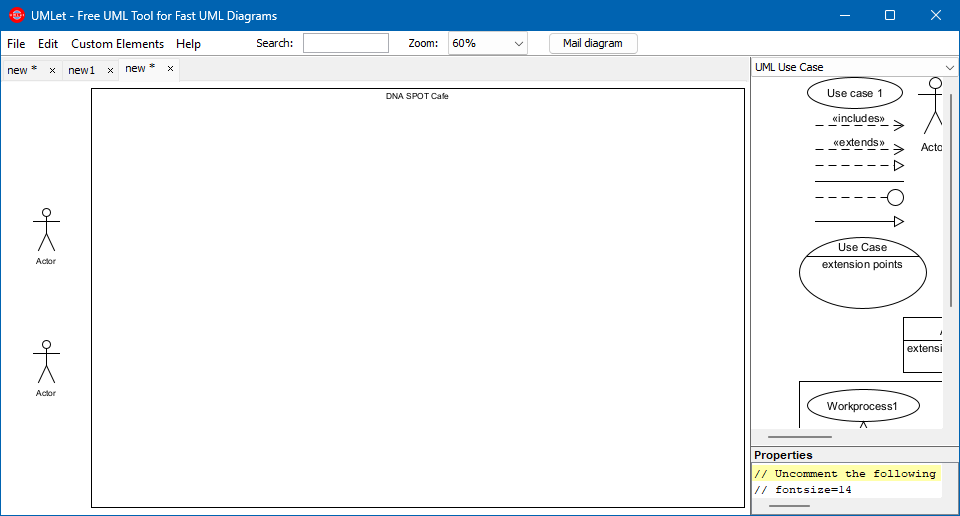 UMLet - Free UML Tool for Fast UML Diagrams
File Edit Custom Elements Help Search: Zoom: 60% Mail diagram
new * × new1 × new * ×
DNA SPOT Cafe
Actor
Actor
UML Use Case
Use case 1
«includes»
«extends»
Acto
Use Case
extension points
extensi
Workprocess1
Properties
// Uncomment the following
// fontsize=14